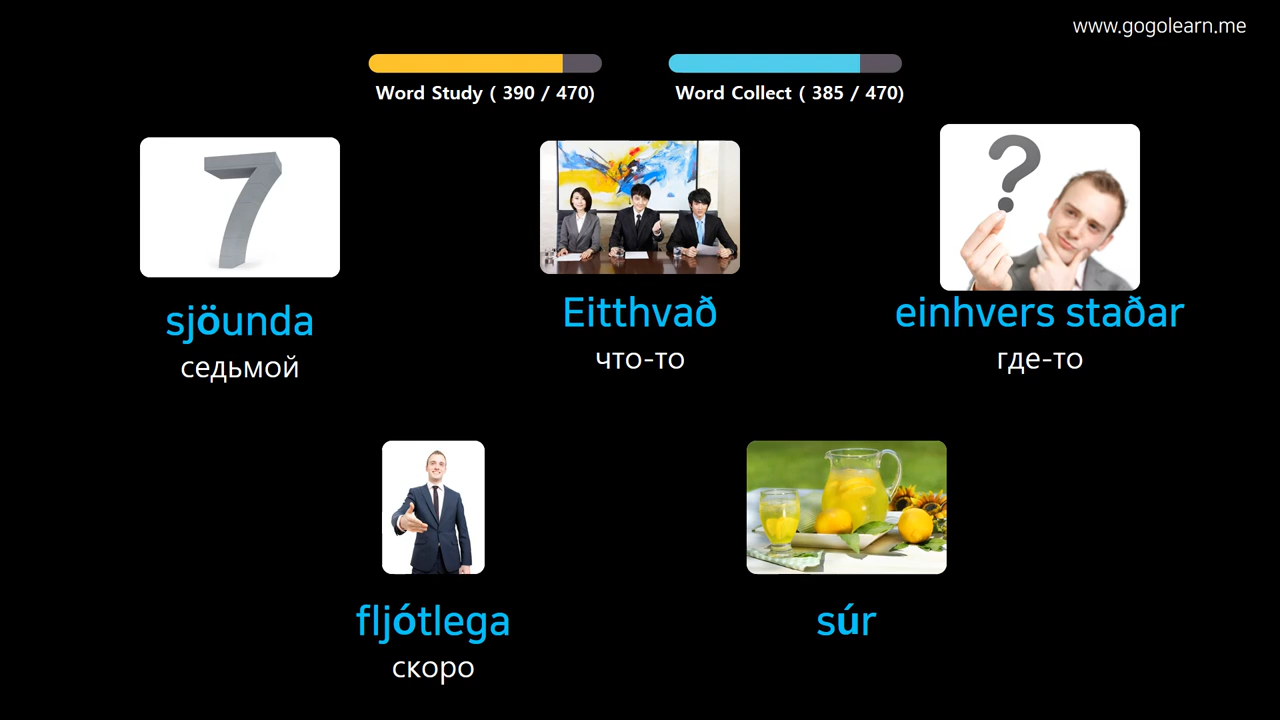 www.gogolearn.me
Word Study ( 390 / 470)
Word Collect ( 385 / 470)
7
sjöunda
седьмой
Eitthvað
что-то
?
einhvers staðar
где-то
fljótlega
скоро
súr